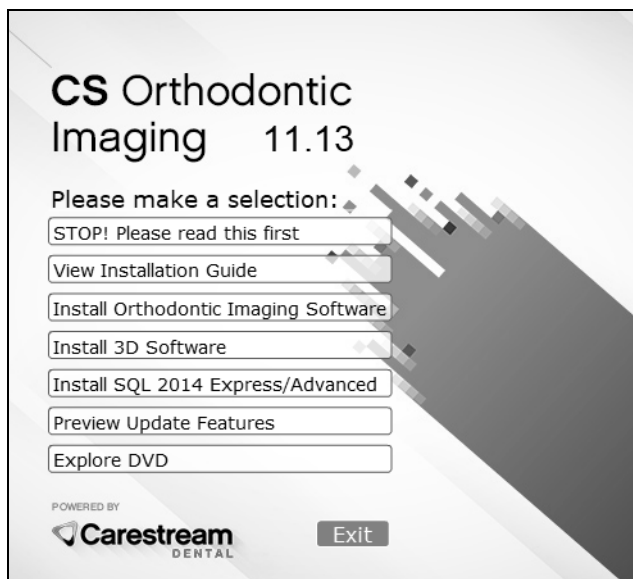 CS Orthodontic
Imaging 11.13
Please make a selection:
STOP! Please read this first
View Installation Guide
Install Orthodontic Imaging Software
Install 3D Software
Install SQL 2014 Express/Advanced
Preview Update Features
Explore DVD
POWERED BY
Carestream
DENTAL
Exit